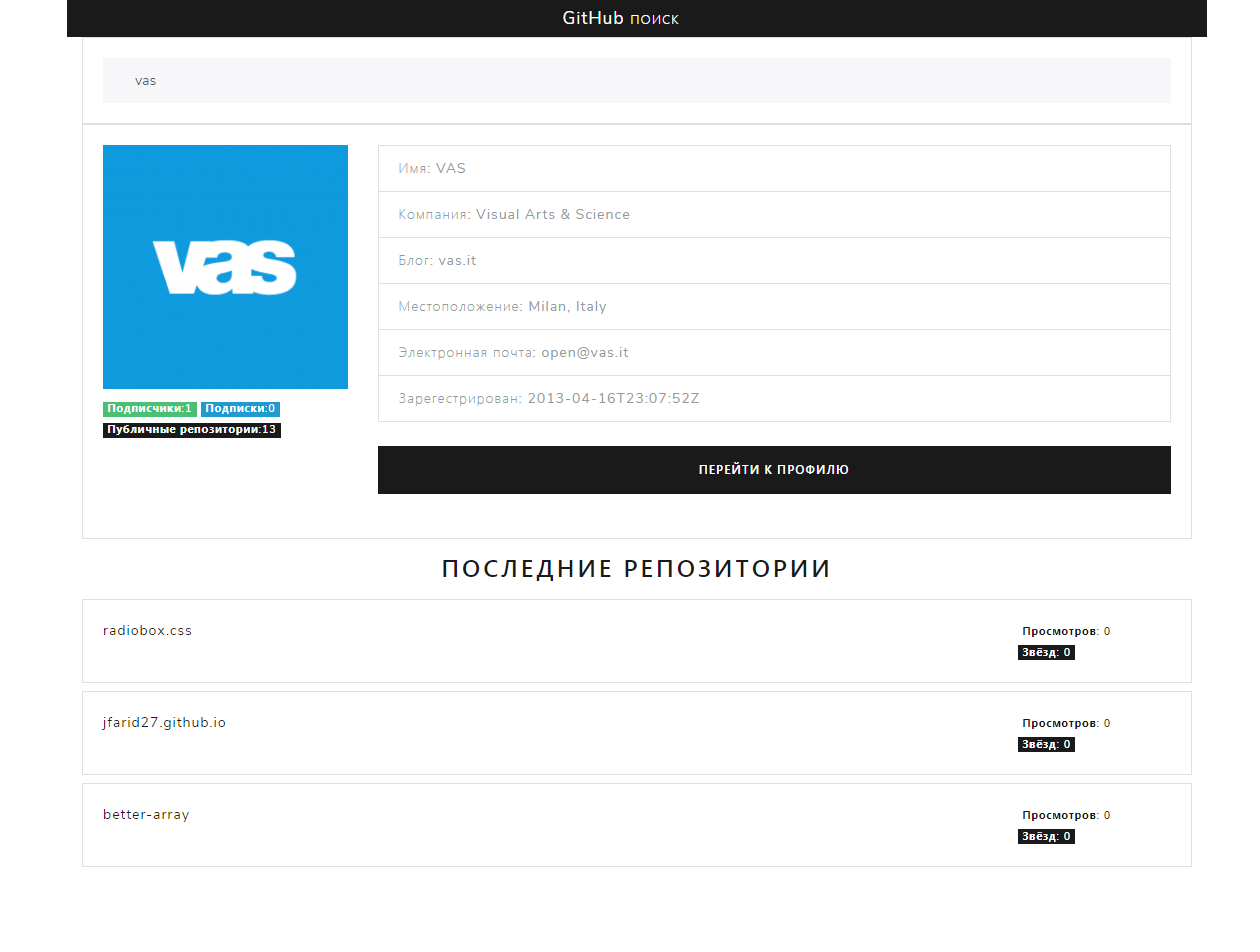 GitHub поиск
vas
vas
Имя: VAS
Компания: Visual Arts & Science
Блог: vas.it
Местоположение: Milan, Italy
Электронная почта: open@vas.it
Зарегестрирован: 2013-04-16T23:07:52Z
Подписчики:1 Подписки:0
Публичные репозитории:13
ПЕРЕЙТИ К ПРОФИЛЮ
ПОСЛЕДНИЕ РЕПОЗИТОРИИ
radiobox.css
Просмотров: 0
Звёзд: 0
jfarid27.github.io
Просмотров: 0
Звёзд: 0
better-array
Просмотров: 0
Звёзд: 0